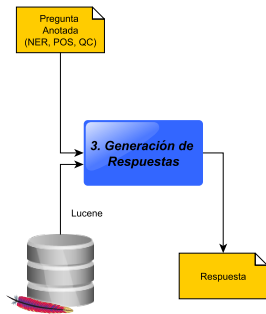 Pregunta
Anotada
(NER, POS, QC)
3. Generación de
Respuestas
Lucene
Respuesta